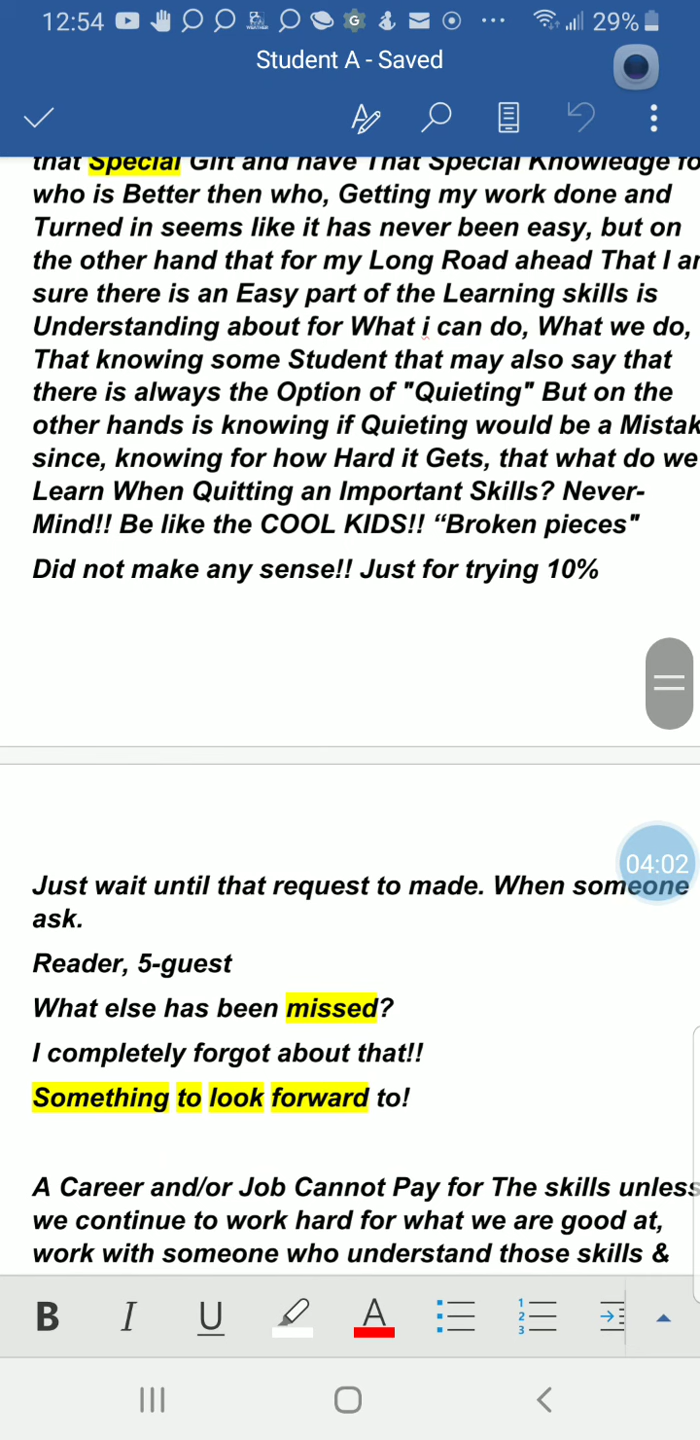 12:54
29%
Student A - Saved
that Special Gift and have That Special Knowledge fo
who is Better then who, Getting my work done and
Turned in seems like it has never been easy, but on
the other hand that for my Long Road ahead That I
sure there is an Easy part of the Learning skills is
Understanding about for What i can do, What we do,
That knowing some Student that may also say that
there is always the Option of "Quieting" But on the
other hands is knowing if Quieting would be a Mistak
since, knowing for how Hard it Gets, that what do we
Learn When Quitting an Important Skills? Never-
Mind!! Be like the COOL KIDS!! “Broken pieces"
Did not make any sense!! Just for trying 10%
04:02
Just wait until that request to made. When someone
ask.
Reader, 5-guest
What else has been missed?
I completely forgot about that!!
Something to look forward to!
A Career and/or Job Cannot Pay for The skills unless
we continue to work hard for what we are good at,
work with someone who understand those skills &
B I U A